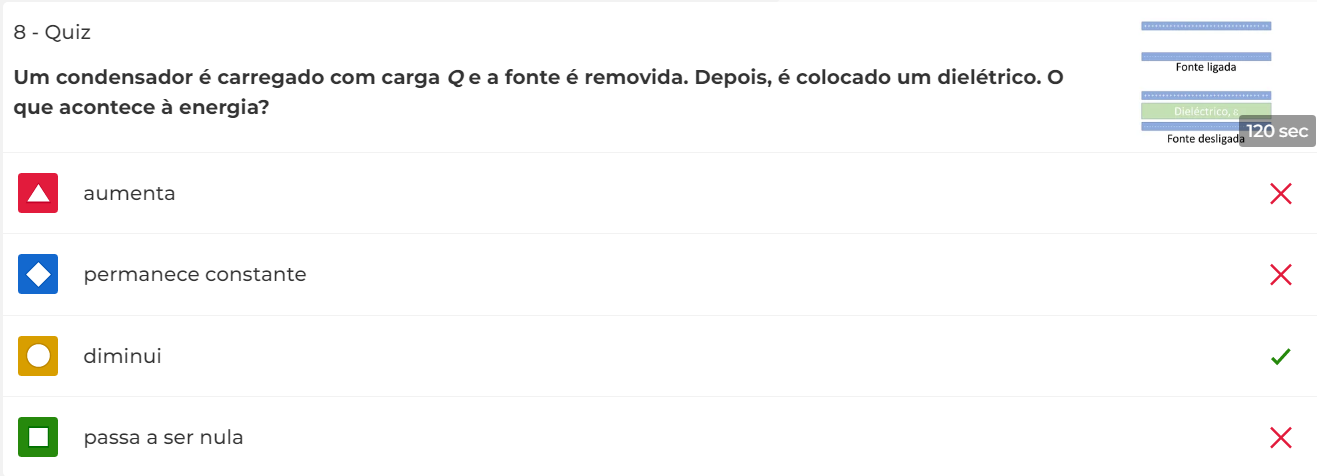 8 - Quiz
Um condensador é carregado com carga Q e a fonte é removida. Depois, é colocado um dielétrico. O
que acontece à energia?
Fonte ligada
Dieléctrico, ε
Fonte desligada
120 sec
aumenta
permanece constante
diminui
passa a ser nula